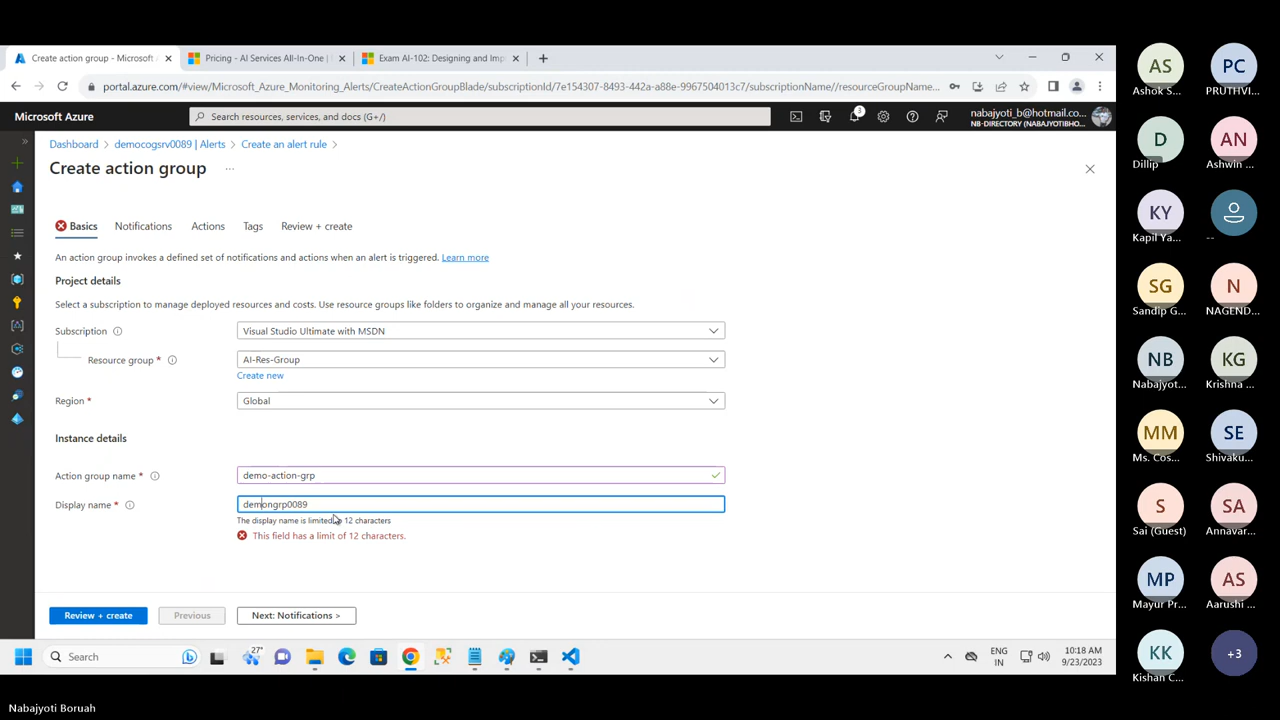 Create action group - Microsoft A
Pricing - AI Services All-In-One |
Exam AI-102: Designing and Imp
portal.azure.com/#view/Microsoft_Azure_Monitoring_Alerts/CreateActionGroupBlade/subscriptionId/7e154307-8493-442a-a88e-9967504013c7/subscriptionName//resourceGroupName...
Microsoft Azure
Search resources, services, and docs (G+/)
3
nabajyoti_b@hotmail.co...
NB-DIRECTORY (NABAJYOTIBHO...
Dashboard > democogsrv0089 | Alerts > Create an alert rule >
Create action group ...
Basics Notifications Actions Tags Review + create
An action group invokes a defined set of notifications and actions when an alert is triggered. Learn more
Project details
Select a subscription to manage deployed resources and costs. Use resource groups like folders to organize and manage all your resources.
Subscription
Visual Studio Ultimate with MSDN
Resource group *
AI-Res-Group
Create new
Region *
Global
Instance details
Action group name *
demo-action-grp
Display name *
demongrp0089
The display name is limited to 12 characters
This field has a limit of 12 characters.
Review + create
Previous
Next: Notifications >
Search
27°
ENG
IN
10:18 AM
9/23/2023
Nabajyoti Boruah
AS
Ashok S...
PC
PRUTHVI...
D
Dillip
AN
Ashwin ...
KY
Kapil Ya...
--
SG
Sandip G...
N
NAGEND...
NB
Nabajyot...
KG
Krishna ...
MM
Ms. Cos...
SE
Shivaku...
S
Sai (Guest)
SA
Annavar...
MP
Mayur Pr...
AS
Aarushi ...
KK
Kishan C...
+3